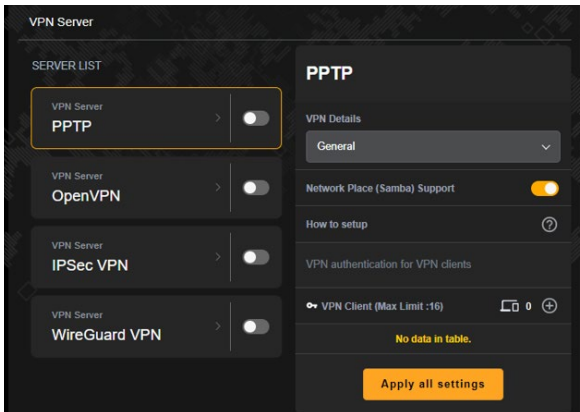 VPN Server
SERVER LIST
VPN Server
PPTP
VPN Server
OpenVPN
VPN Server
IPSec VPN
VPN Server
WireGuard VPN
PPTP
VPN Details
General
Network Place (Samba) Support
How to setup
?
VPN authentication for VPN clients
VPN Client (Max Limit :16)
0
No data in table.
Apply all settings